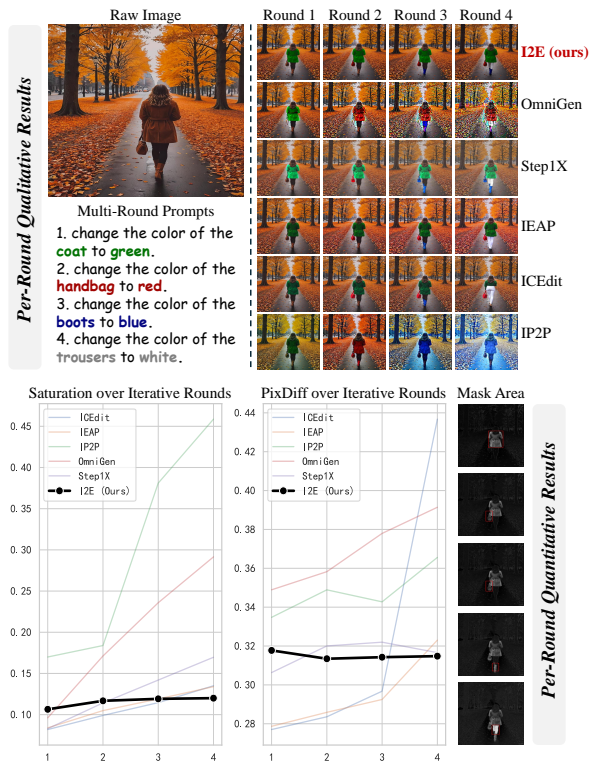 Raw Image
Round 1 Round 2 Round 3 Round 4
Per-Round Qualitative Results
I2E (ours)
OmniGen
Step1X
IEAP
ICEdit
IP2P
Multi-Round Prompts
1. change the color of the
coat to green.
2. change the color of the
handbag to red.
3. change the color of the
boots to blue.
4. change the color of the
trousers to white.
Saturation over Iterative Rounds
ICEdit
IEAP
IP2P
OmniGen
Step1X
I2E (Ours)
0.45
0.40
0.35
0.30
0.25
0.20
0.15
0.10
1 2 3 4
PixDiff over Iterative Rounds
ICEdit
IEAP
IP2P
OmniGen
Step1X
I2E (Ours)
0.44
0.42
0.40
0.38
0.36
0.34
0.32
0.30
0.28
1 2 3 4
Mask Area
Per-Round Quantitative Results